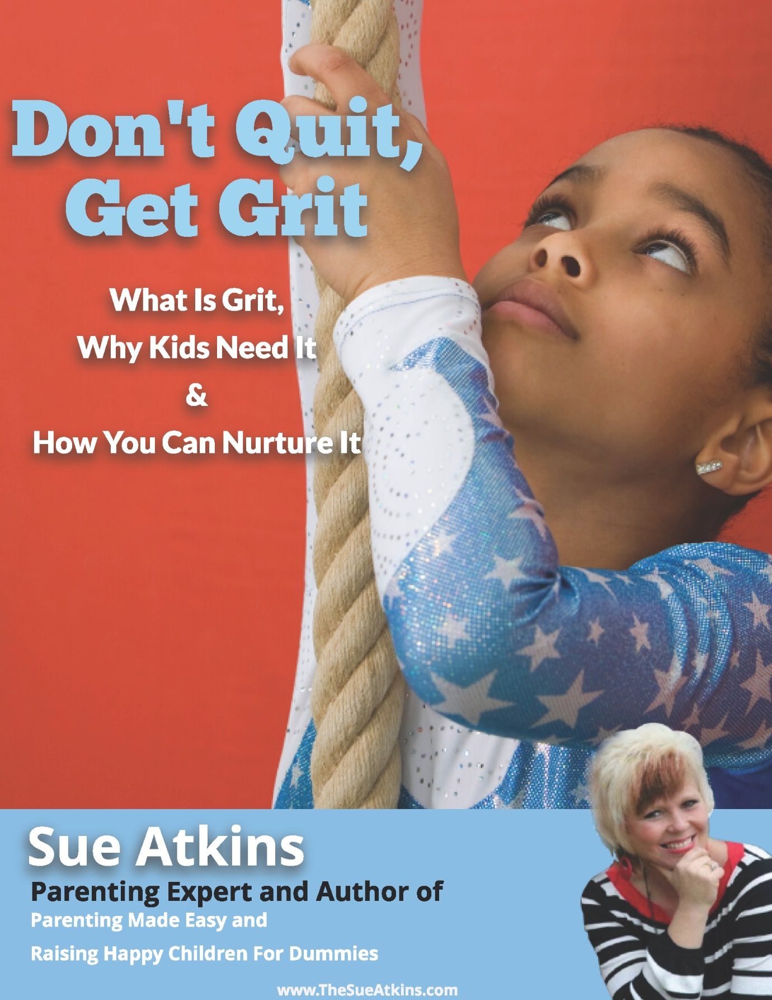 Don't Quit,
Get Grit
What Is Grit,
Why Kids Need It
&
How You Can Nurture It
Sue Atkins
Parenting Expert and Author of
Parenting Made Easy and
Raising Happy Children For Dummies
www.TheSueAtkins.com